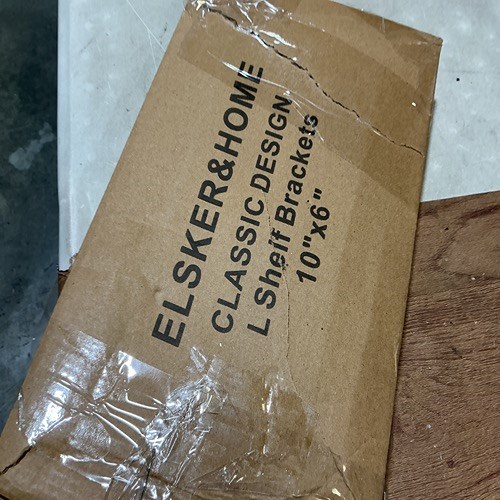 ELSKER&HOME
CLASSIC DESIGN
L Shelf Brackets
10"x6"